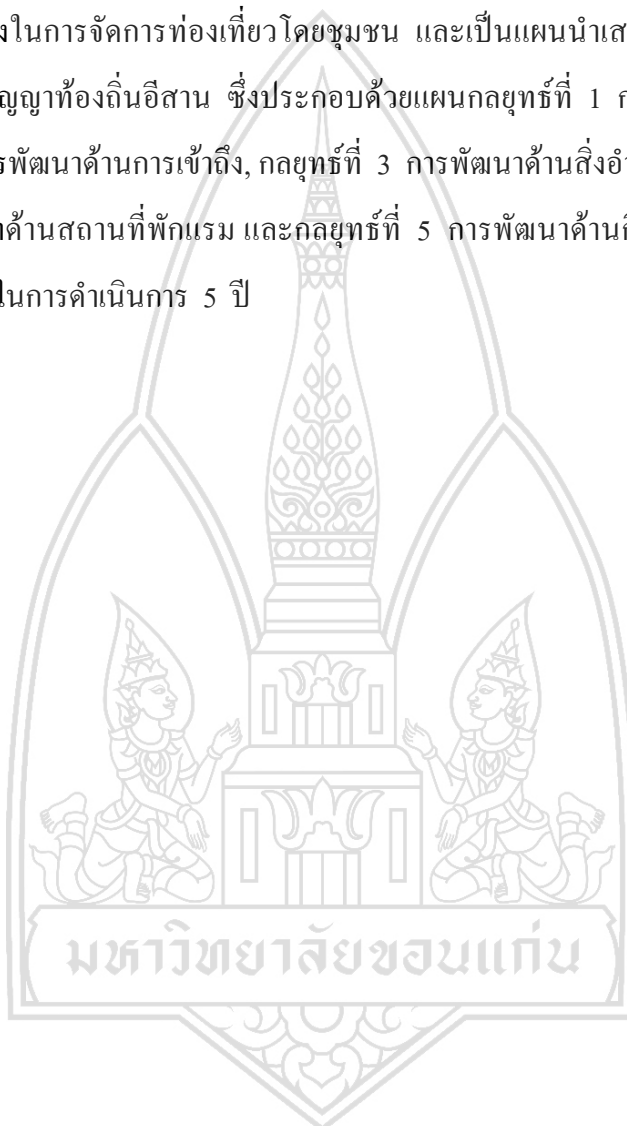 ในการจัดการท่องเที่ยวโดยชุมชน และเป็นแผนนำเส
ญญาท้องถิ่นอีสาน ซึ่งประกอบด้วยแผนกลยุทธ์ที่ 1 ก
รพัฒนาด้านการเข้าถึง, กลยุทธ์ที่ 3 การพัฒนาด้านสิ่งอำ
าด้านสถานที่พักแรม และกลยุทธ์ที่ 5 การพัฒนาด้านกิ
ในการดำเนินการ 5 ปี
มหาวิทยาลัยขอนแก่น